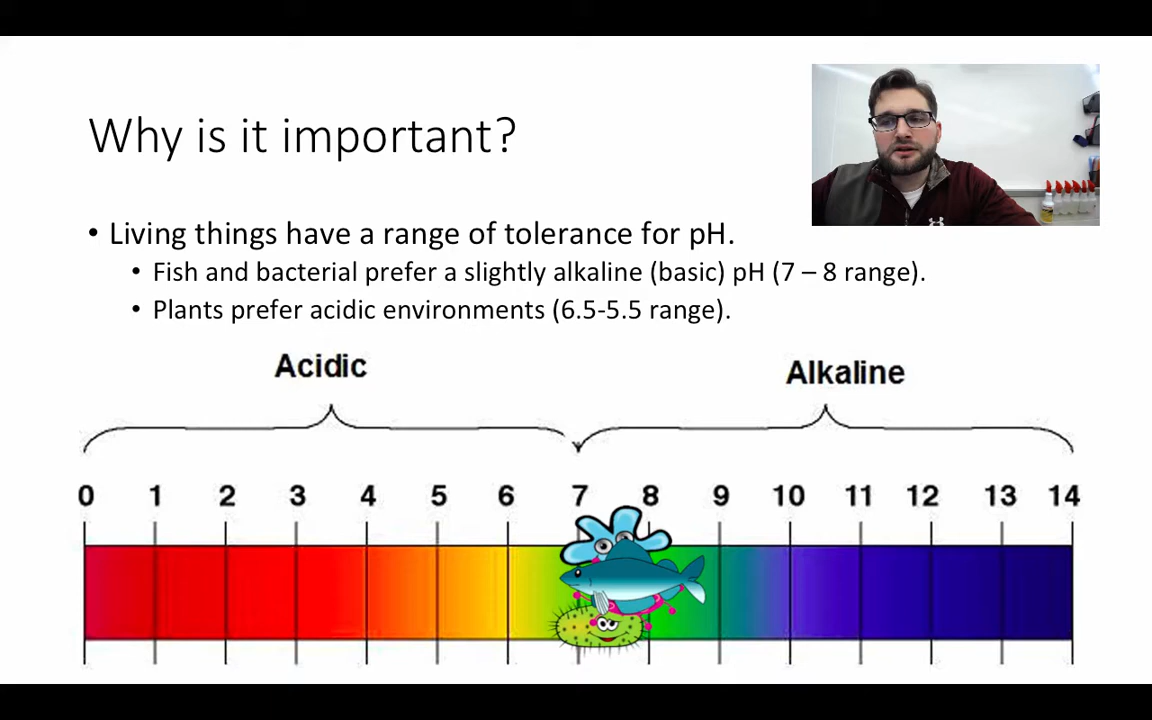 Why is it important?
• Living things have a range of tolerance for pH.
• Fish and bacterial prefer a slightly alkaline (basic) pH (7 – 8 range).
• Plants prefer acidic environments (6.5-5.5 range).
Acidic Alkaline
0 1 2 3 4 5 6 7 8 9 10 11 12 13 14